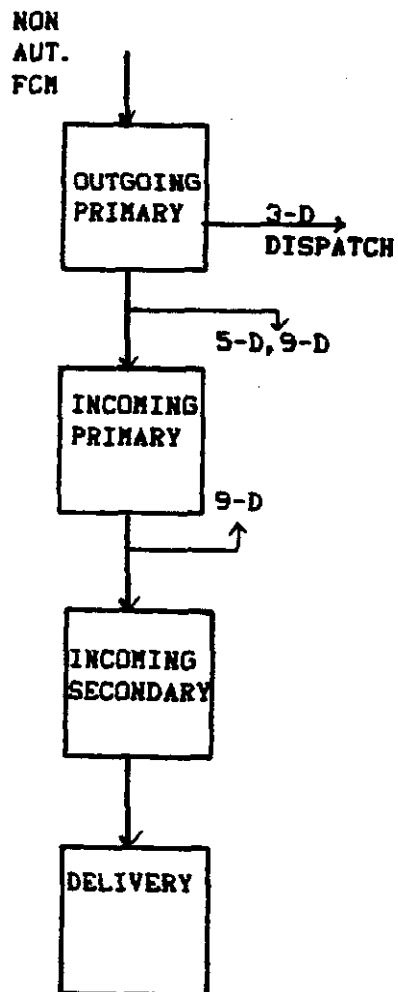 NON
AUT.
FCM
OUTGOING
PRIMARY
3-D
DISPATCH
5-D, 9-D
INCOMING
PRIMARY
9-D
INCOMING
SECONDARY
DELIVERY